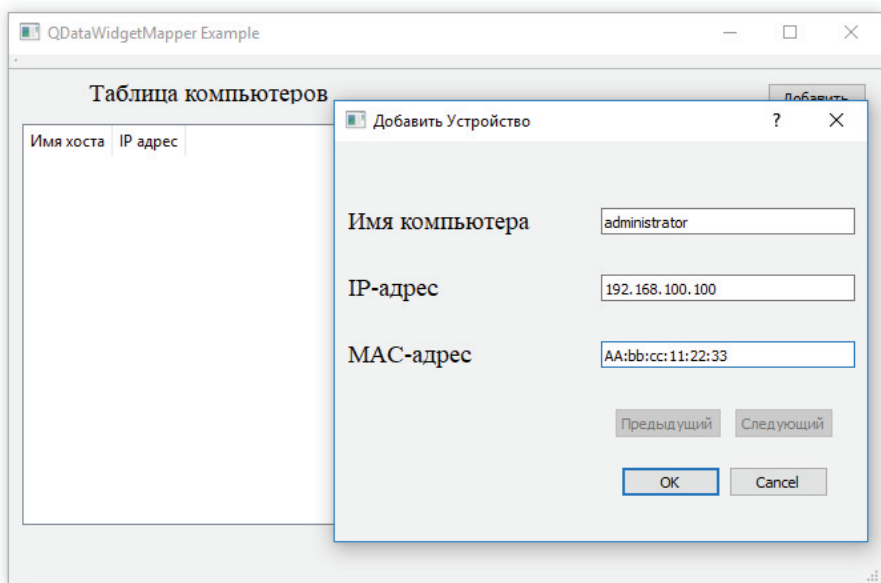 QDataWidgetMapper Example
Таблица компьютеров
Добавить
Имя хоста IP адрес
Добавить Устройство
?
Имя компьютера administrator
IP-адрес 192.168.100.100
MAC-адрес AA:bb:cc:11:22:33
Предыдущий Следующий
OK Cancel